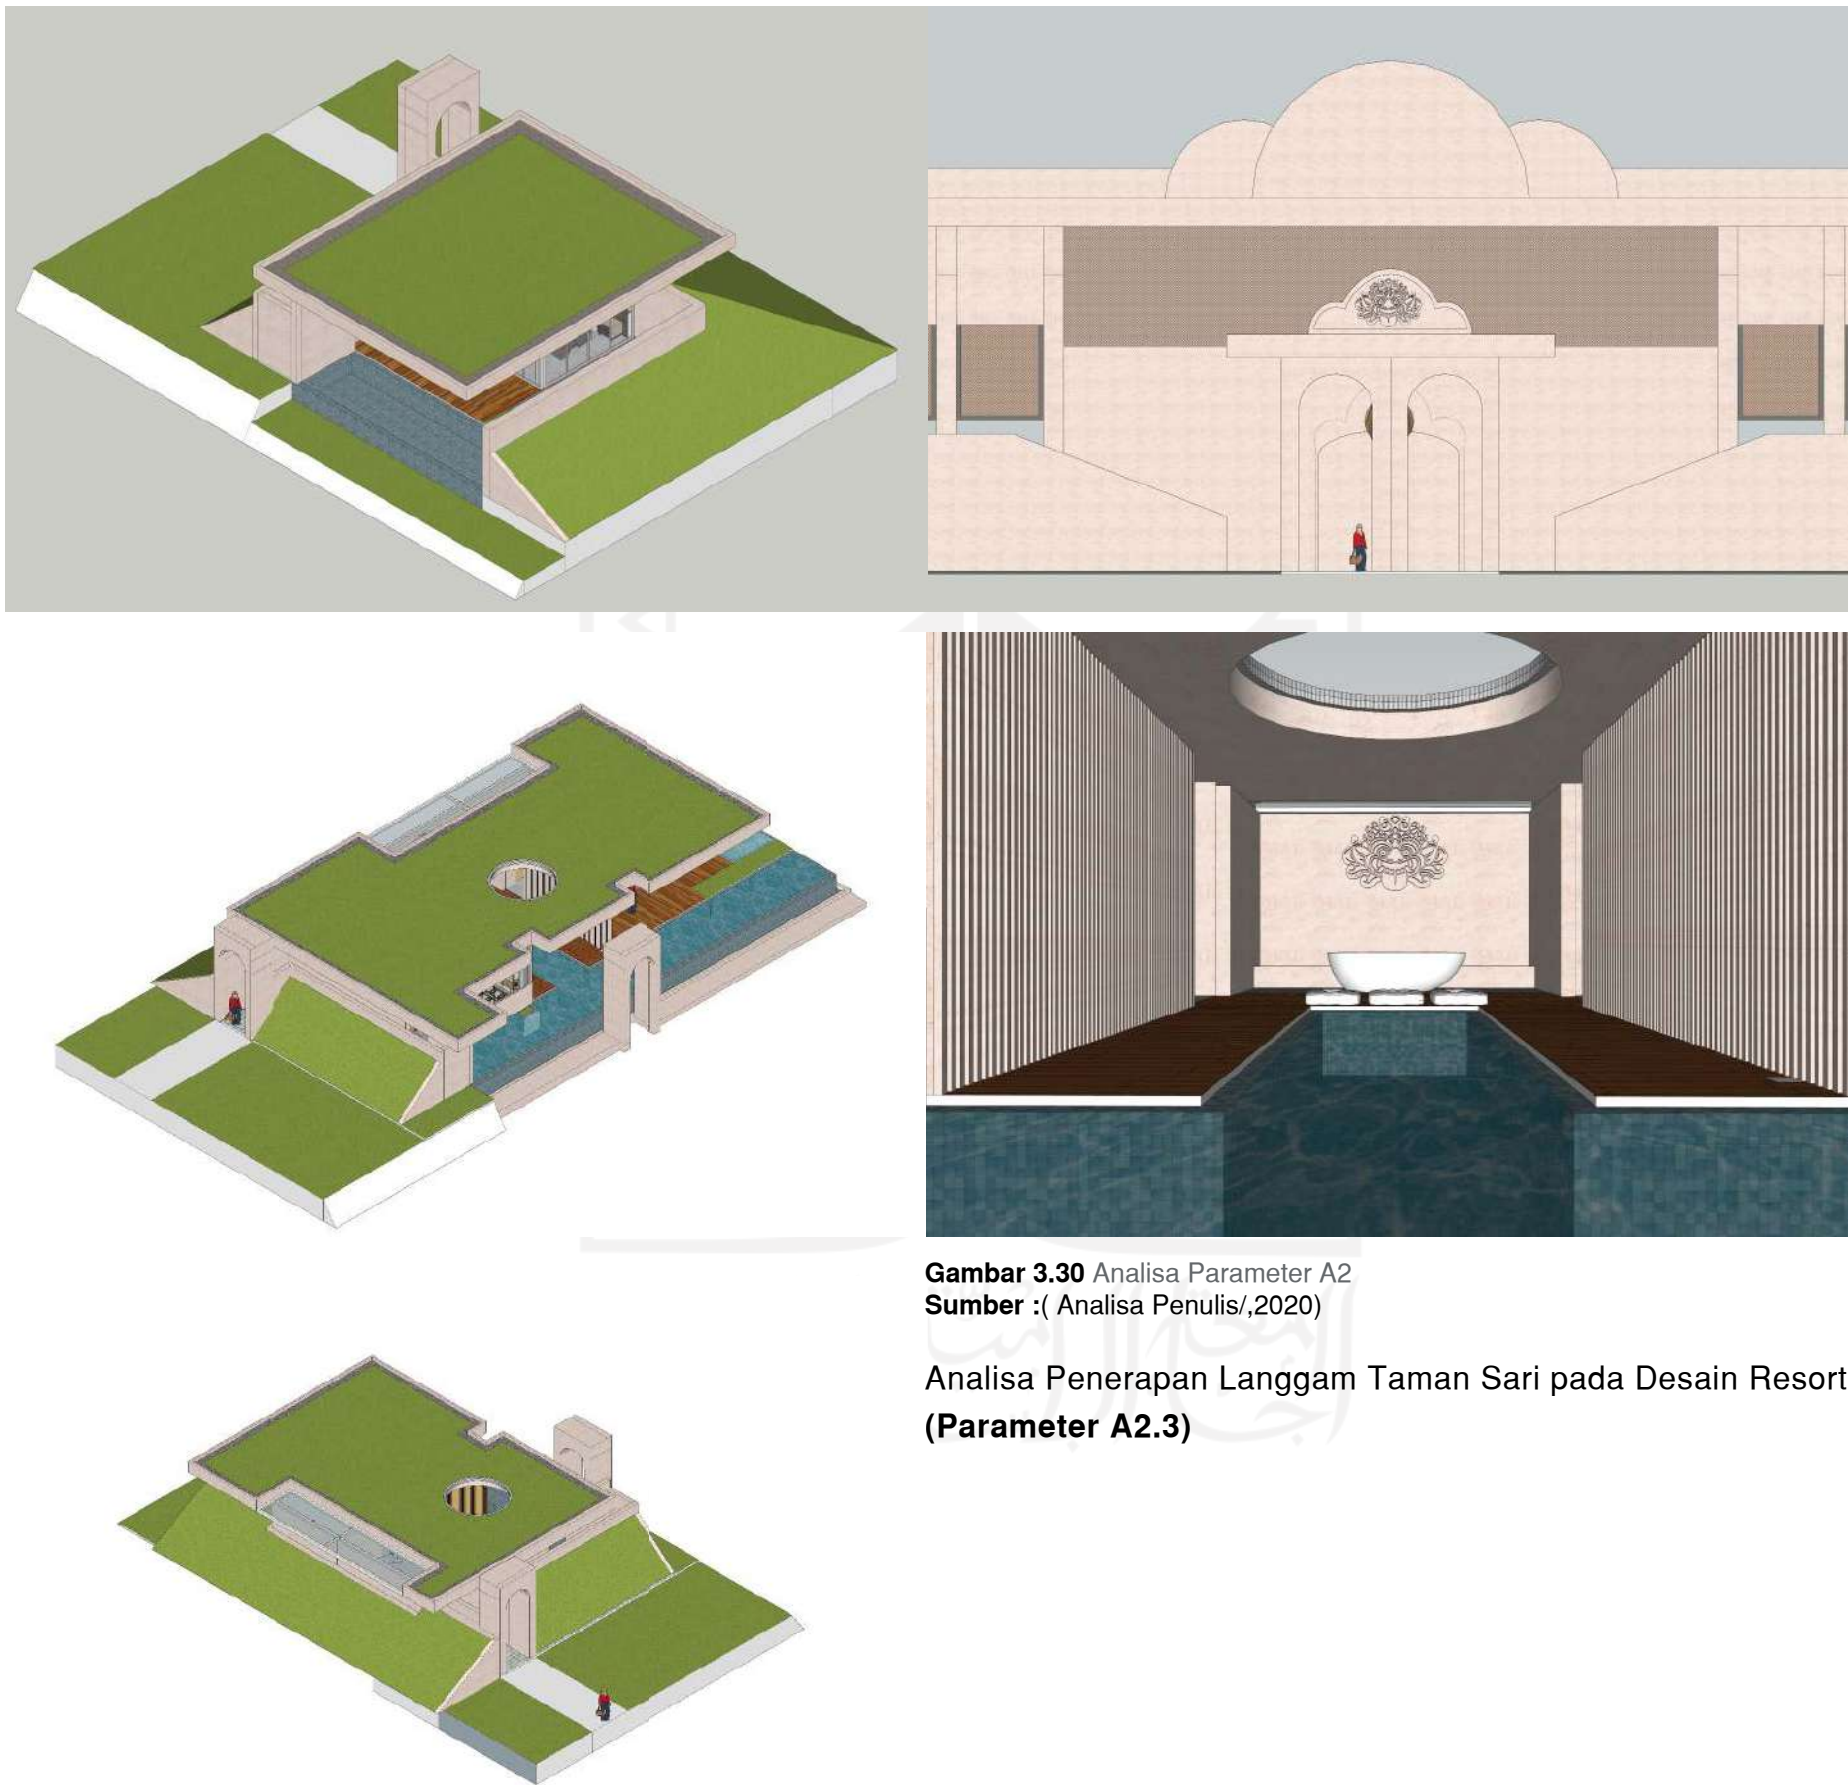 Gambar 3.30 Analisa Parameter A2
Sumber :( Analisa Penulis/,2020)
Analisa Penerapan Langgam Taman Sari pada Desain Resort
(Parameter A2.3)